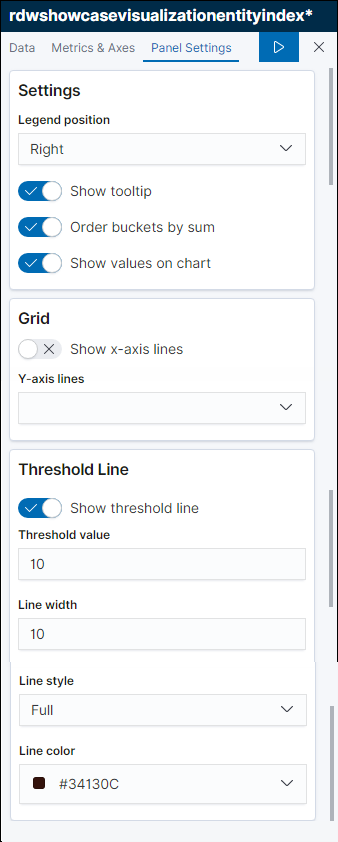 rdwshowcasevisualizationentityindex*
Data Metrics & Axes Panel Settings
Settings
Legend position
Right
Show tooltip
Order buckets by sum
Show values on chart
Grid
Show x-axis lines
Y-axis lines
Threshold Line
Show threshold line
Threshold value
10
Line width
10
Line style
Full
Line color
#34130C